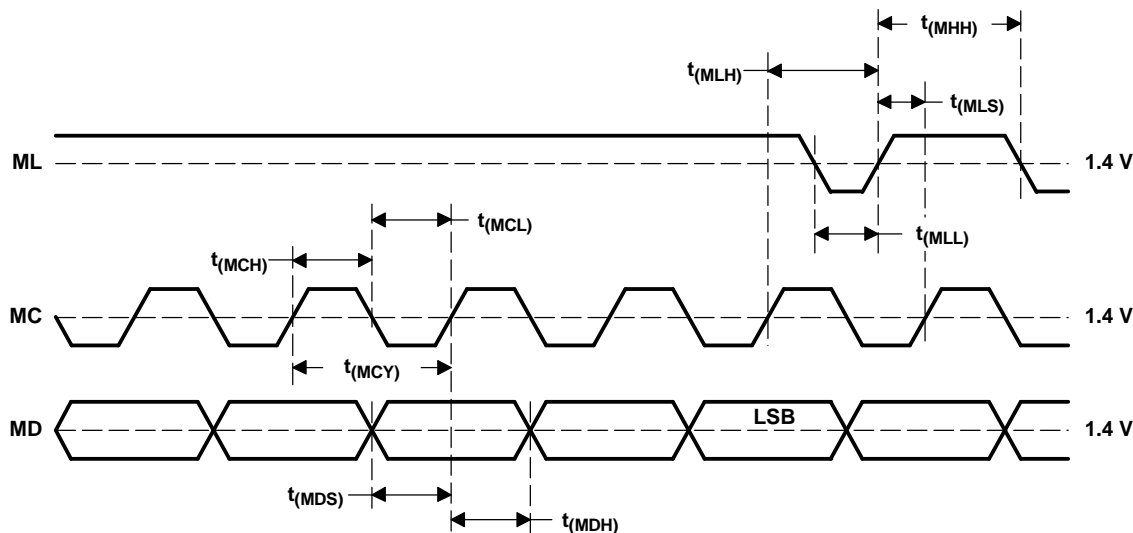 t(MHH)
t(MLH)
t(MLS)
ML
1.4 V
t(MCL)
t(MLL)
t(MCH)
MC
1.4 V
t(MCY)
LSB
MD
1.4 V
t(MDS)
t(MDH)